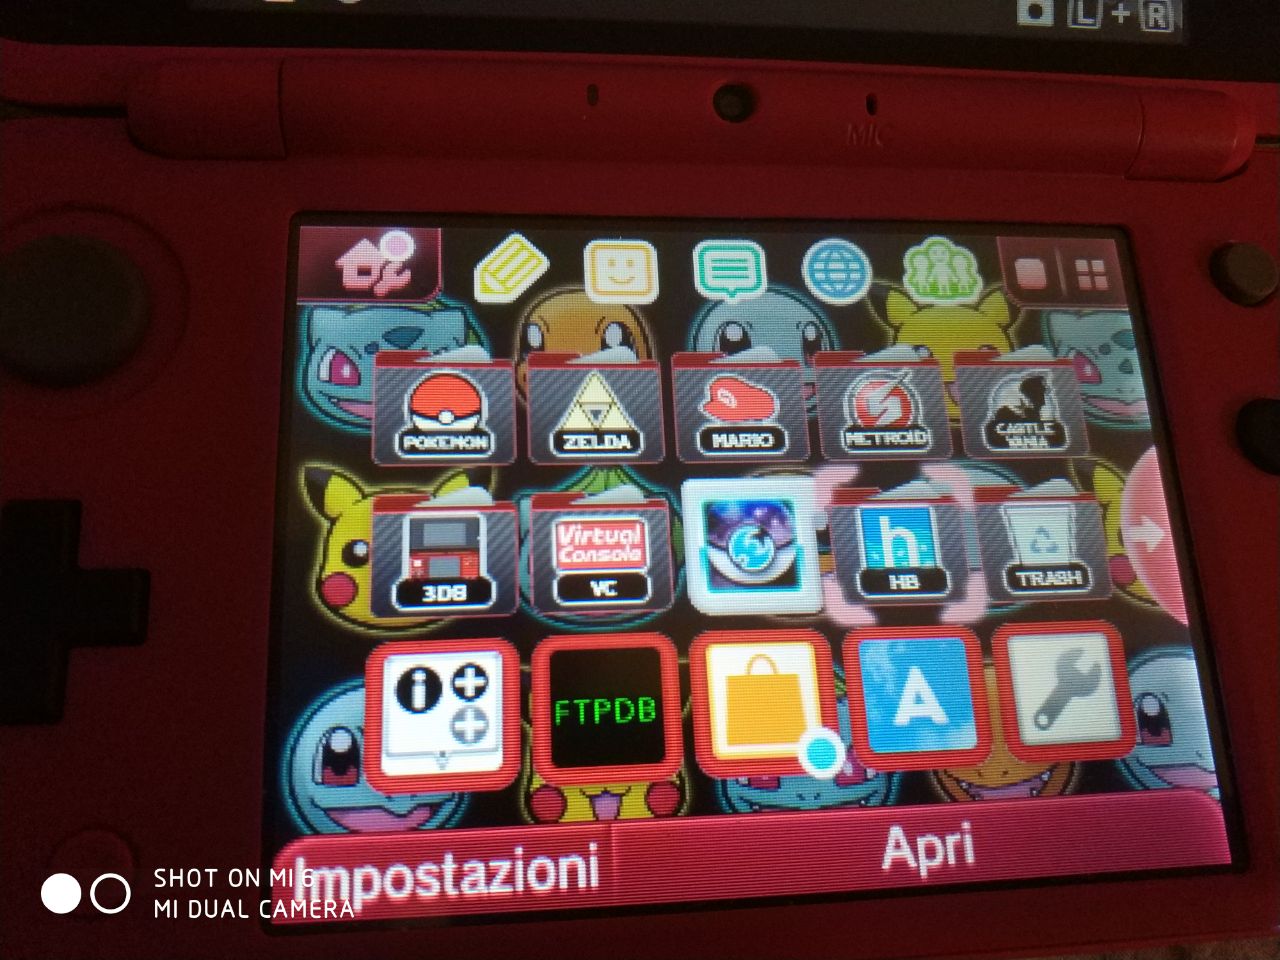 L + R
MIC
POKEMON
ZELDA
MARIO
METROID
CASTLE
VANIA
3DS
Virtual
Console
VC
h
HB
TRASH
i
FTPDB
A
Impostazioni
Apri
SHOT ON MI 6
MI DUAL CAMERA